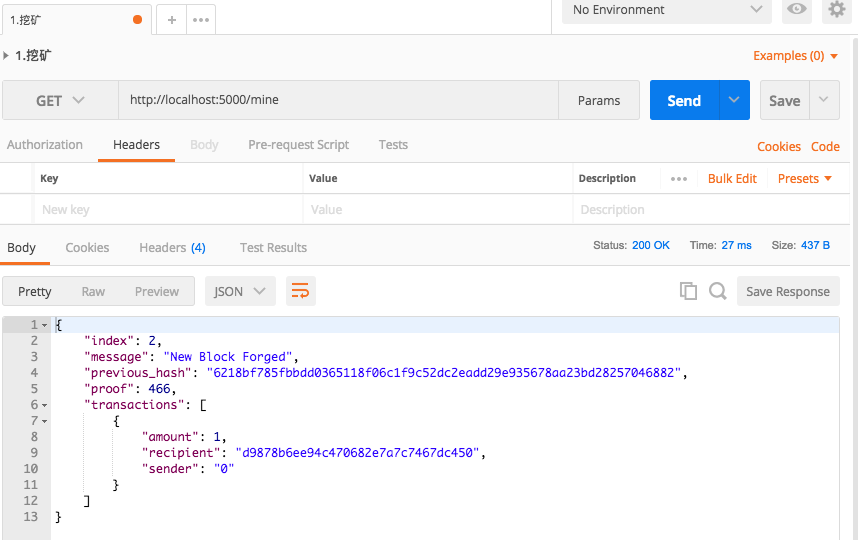 1.挖矿 + ••• No Environment
1.挖矿 Examples (0)
GET http://localhost:5000/mine Params Send Save
Authorization Headers Body Pre-request Script Tests Cookies Code
Key Value Description ••• Bulk Edit Presets
New key Value Description
Body Cookies Headers (4) Test Results Status: 200 OK Time: 27 ms Size: 437 B
Pretty Raw Preview JSON Save Response
1 {
2 "index": 2,
3 "message": "New Block Forged",
4 "previous_hash": "6218bf785fbbdd0365118f06c1f9c52dc2eadd29e935678aa23bd28257046882",
5 "proof": 466,
6 "transactions": [
7 {
8 "amount": 1,
9 "recipient": "d9878b6ee94c470682e7a7c7467dc450",
10 "sender": "0"
11 }
12 ]
13 }